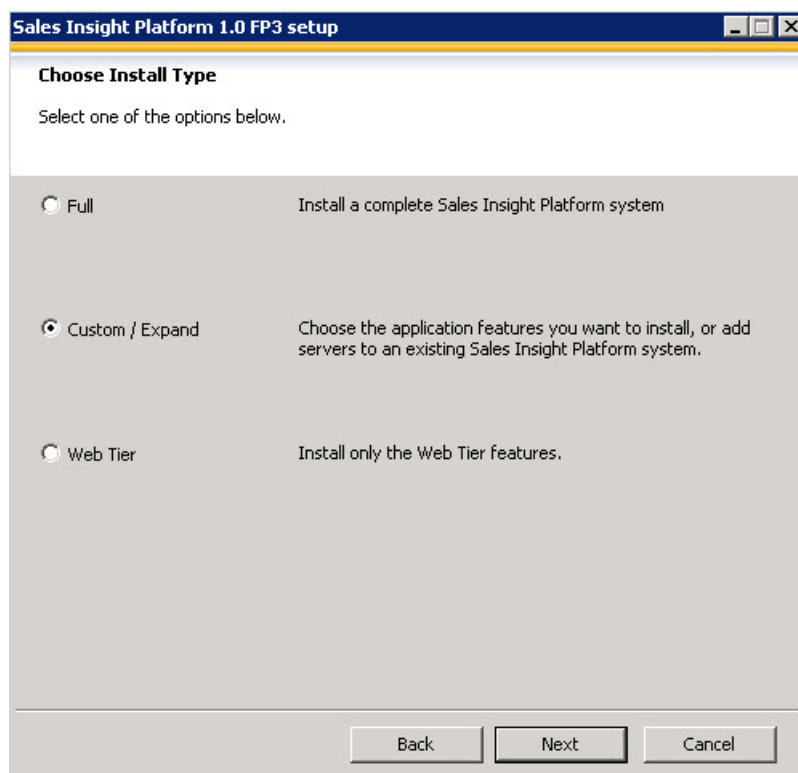 Sales Insight Platform 1.0 FP3 setup
Choose Install Type
Select one of the options below.
Full
Install a complete Sales Insight Platform system
Custom / Expand
Choose the application features you want to install, or add
servers to an existing Sales Insight Platform system.
Web Tier
Install only the Web Tier features.
Back
Next
Cancel